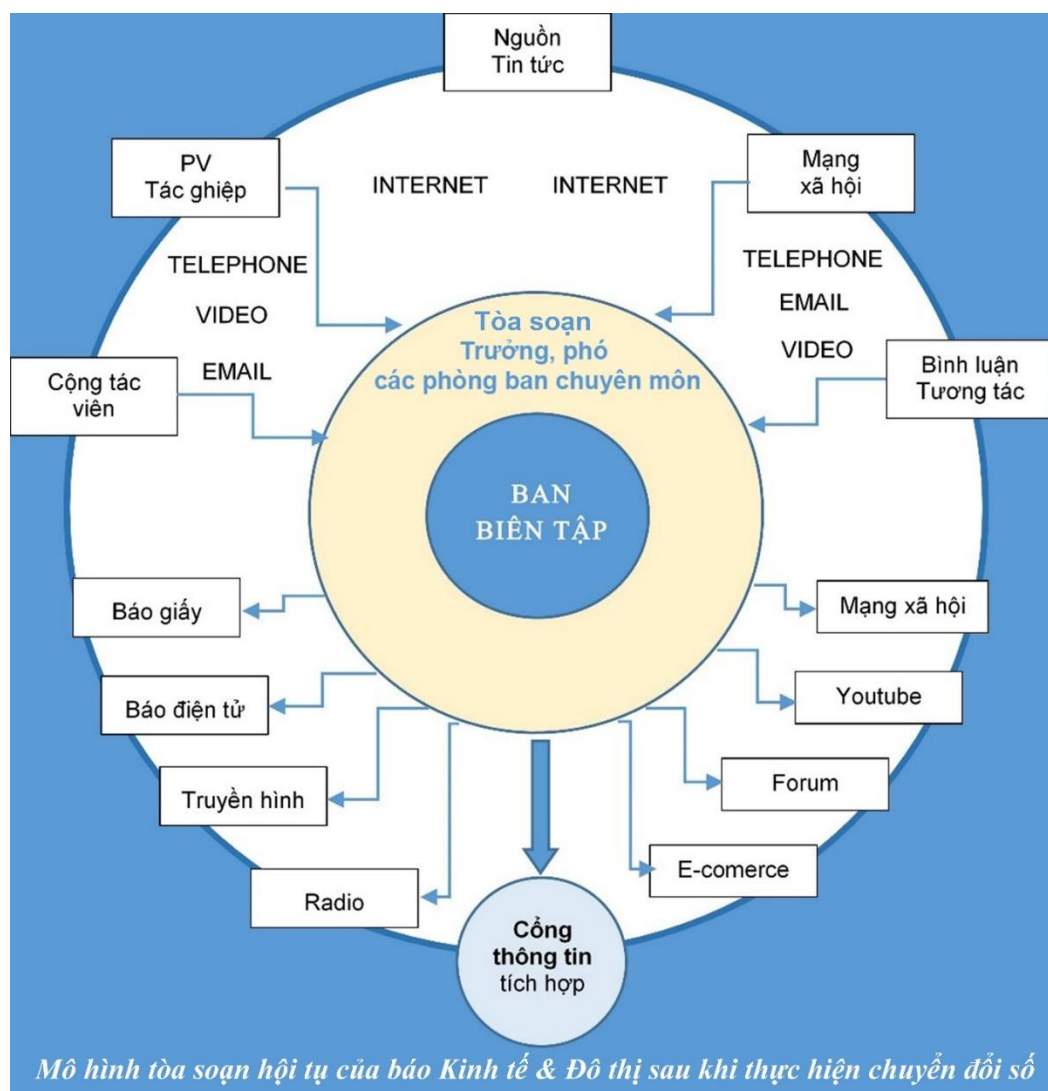 Nguồn
Tin tức
PV
Tác ghiệp
Mạng
xã hội
INTERNET
INTERNET
TELEPHONE
VIDEO
EMAIL
TELEPHONE
EMAIL
VIDEO
Cộng tác
viên
Bình luận
Tương tác
Tòa soạn
Trưởng, phó
các phòng ban chuyên môn
BAN
BIÊN TẬP
Báo giấy
Mạng xã hội
Báo điện tử
Youtube
Truyền hình
Forum
Radio
E-comerce
Cổng
thông tin
tích hợp
Mô hình tòa soạn hội tụ của báo Kinh tế & Đô thị sau khi thực hiện chuyển đổi số